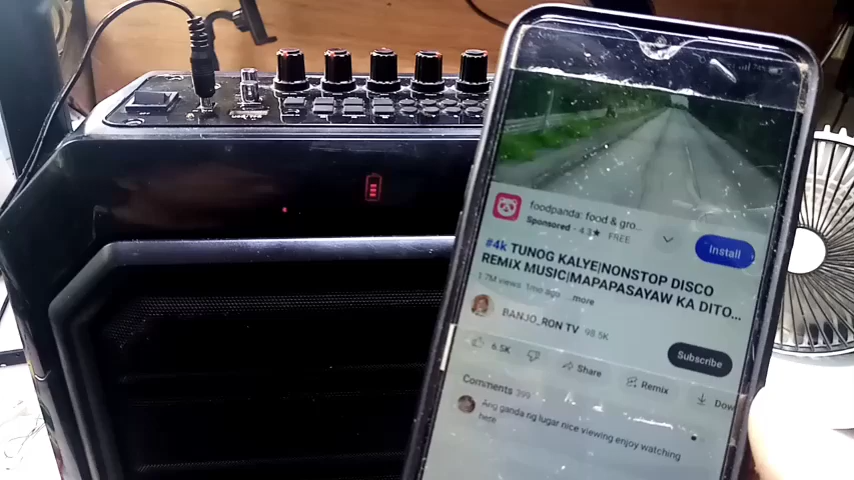 foodpanda: food & gro...
Sponsored · 4.3★ FREE
Install
#4k TUNOG KALYE|NONSTOP DISCO
REMIX MUSIC|MAPAPASAYAW KA DITO...
1.7M views 1mo ago ...more
BANJO_RON TV 98.5K
Subscribe
6.5K
Share
Remix
Dow
Comments 399
Ang ganda ng lugar nice viewing enjoy watching
here